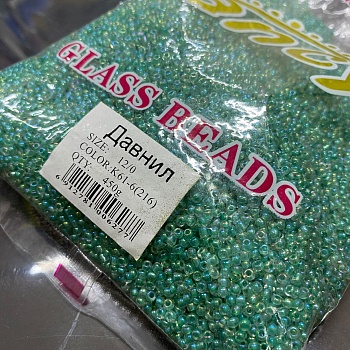 GLASS BEADS
Давнил
SIZE: 12/0
COLOR:K61-6(216)
QTY: 450g